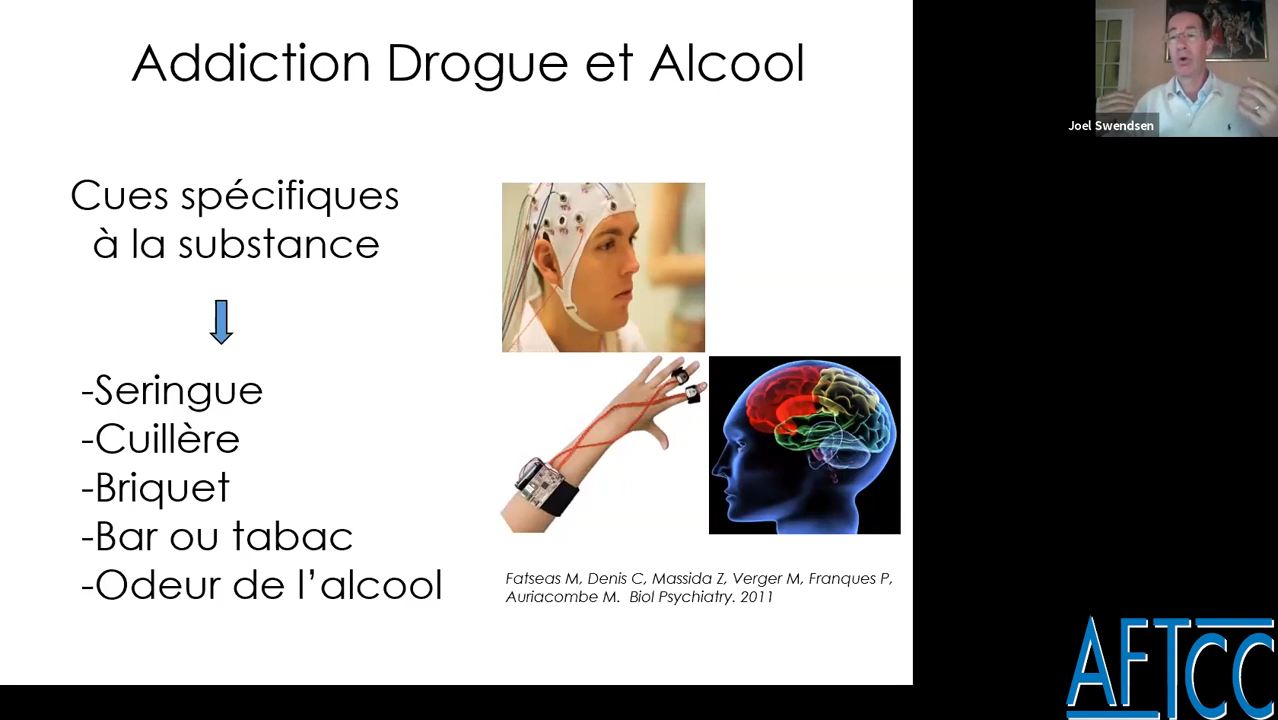 Addiction Drogue et Alcool
Cues spécifiques
à la substance
-Seringue
-Cuillère
-Briquet
-Bar ou tabac
-Odeur de l’alcool
Fatseas M, Denis C, Massida Z, Verger M, Franques P,
Auriacombe M. Biol Psychiatry. 2011
Joel Swendsen
AFTCC